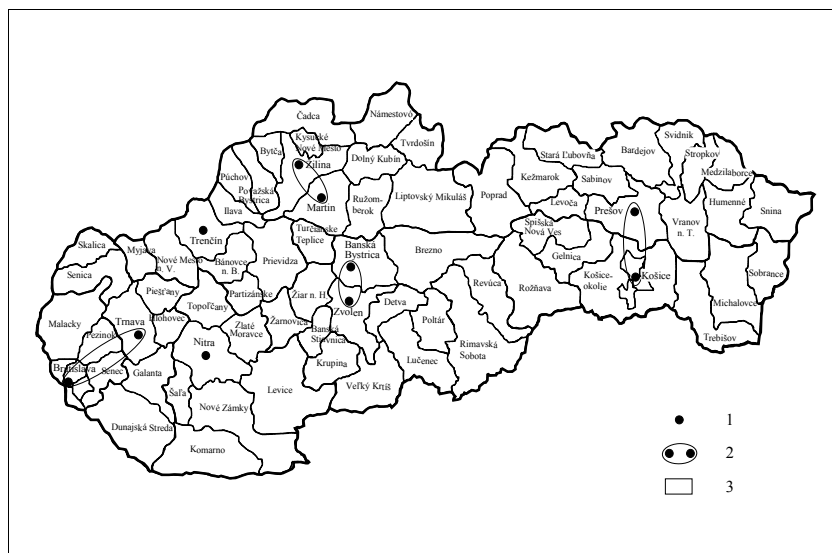 Čadca
Námestovo
Kysucké
Nové Mesto
Tvrdošín
Bytča
Žilina
Dolný Kubín
Púchov
Považská
Bystrica
Martin
Ružom-
berok
Liptovský Mikuláš
Ilava
Trenčín
Turčianske
Teplice
Poprad
Kežmarok
Stará Ľubovňa
Sabinov
Bardejov
Svidnik
Stropkov
Medzilaborce
Levoča
Prešov
Humenné
Snina
Vranov
n. T.
Spišská
Nová Ves
Gelnica
Košice-
okolie
Košice
Sobrance
Michalovce
Trebišov
Rožňava
Revúca
Rimavská
Sobota
Skalica
Myjava
Nové Mesto
n. V.
Bánovce
n. B.
Prievidza
Banská
Bystrica
Brezno
Senica
Piešťany
Topoľčany
Partizánske
Žiar n. H.
Zvolen
Detva
Poltár
Lučenec
Malacky
Trnava
Hlohovec
Zlaté
Moravce
Žarnovica
Banská
Štiavnica
Krupina
Veľký Krtíš
Pezinok
Nitra
Bratislava
Senec
Galanta
Šaľa
Nové Zámky
Levice
Dunajská Streda
Komarno
1
2
3